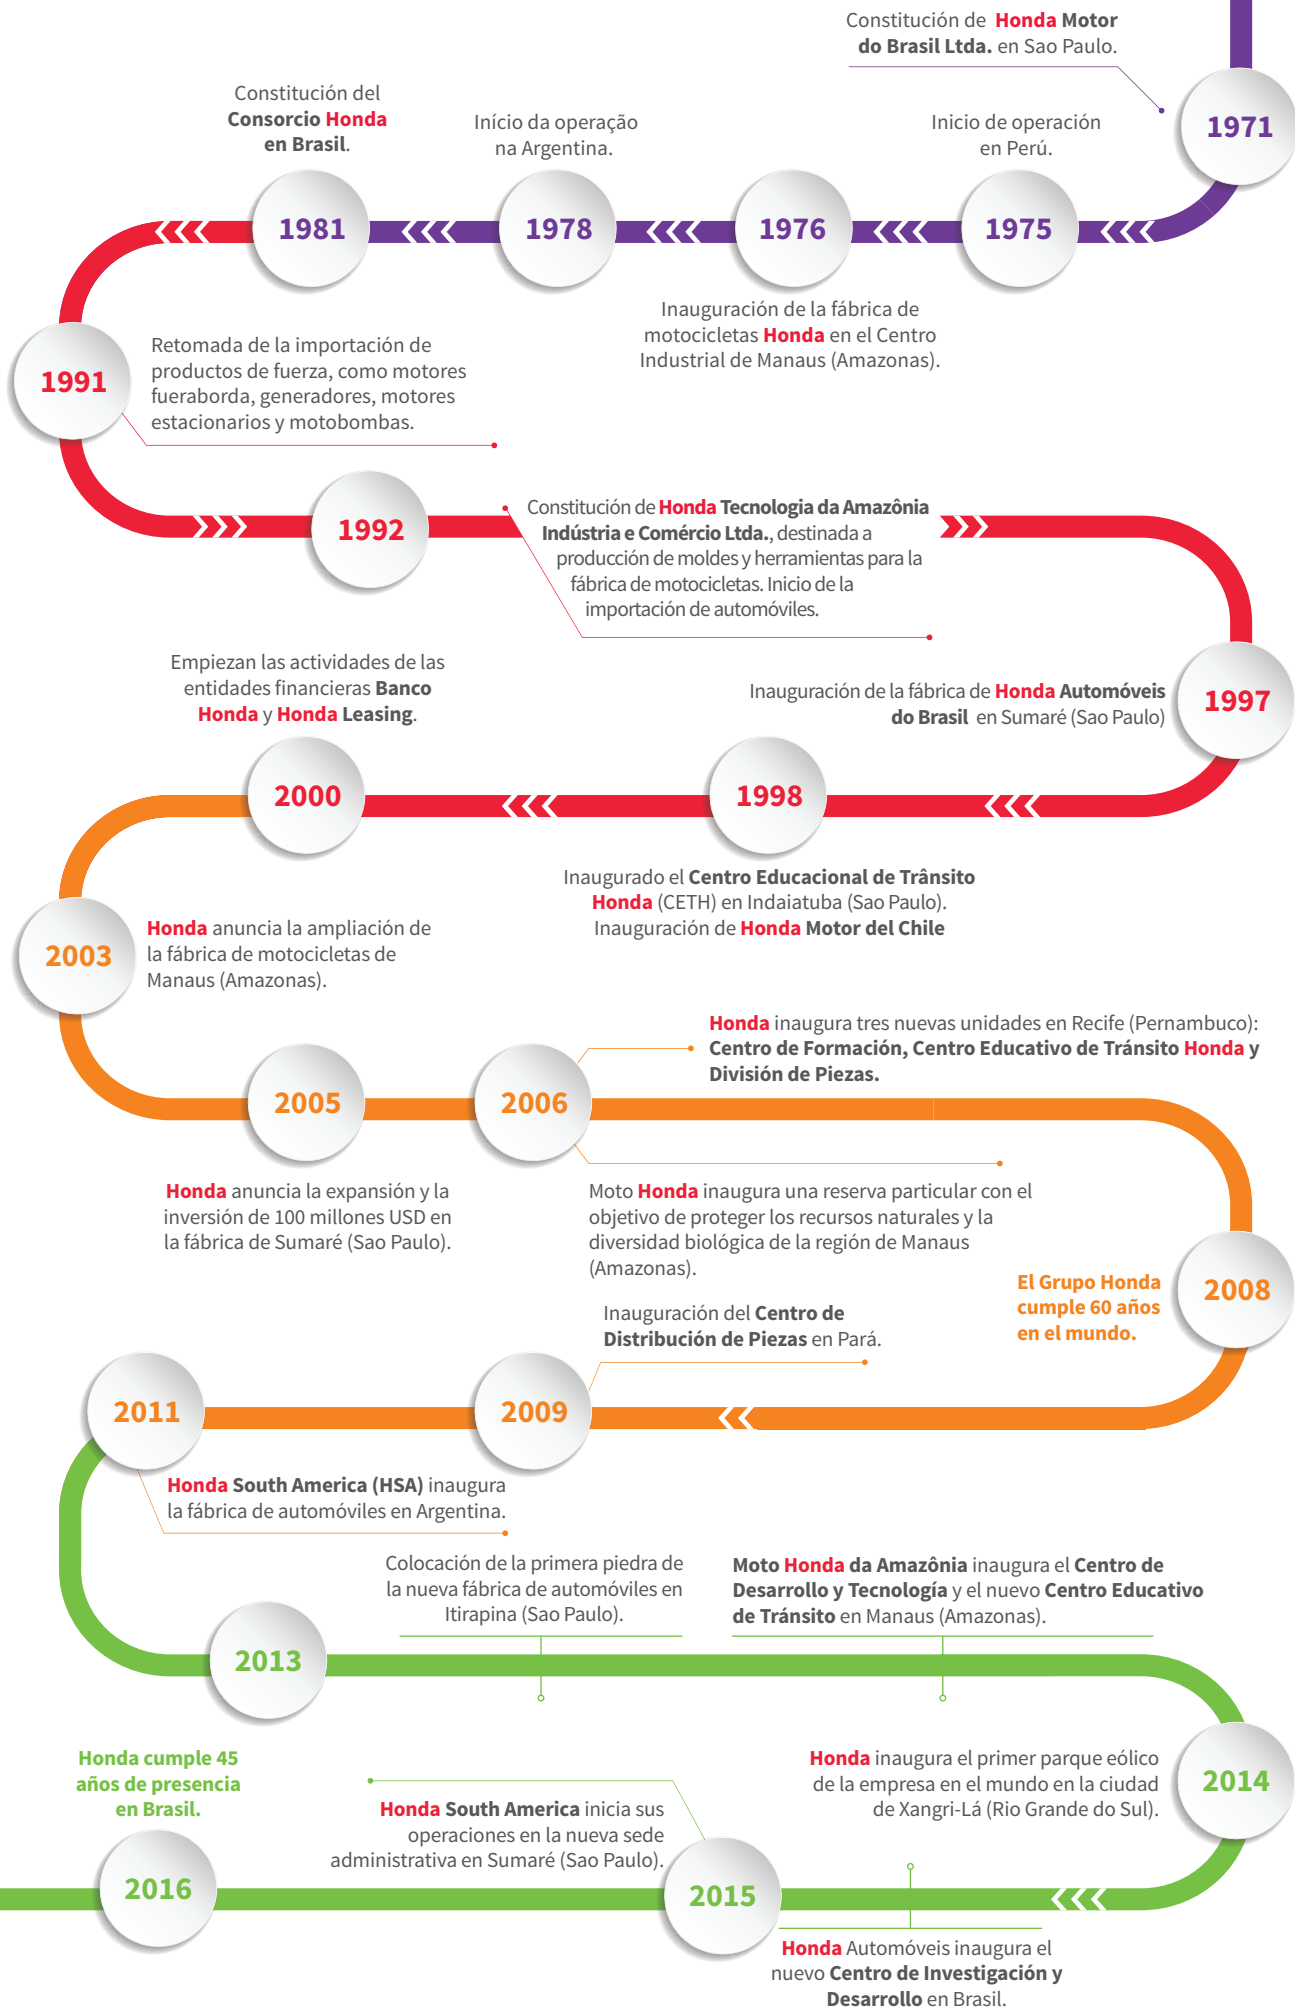 Constitución de Honda Motor
do Brasil Ltda. en Sao Paulo.
1971
Inicio de operación
en Perú.
1975
1976
Inauguración de la fábrica de
motocicletas Honda en el Centro
Industrial de Manaus (Amazonas).
Início da operação
na Argentina.
1978
Constitución del
Consorcio Honda
en Brasil.
1981
1991
Retomada de la importación de
productos de fuerza, como motores
fueraborda, generadores, motores
estacionarios y motobombas.
1992
Constitución de Honda Tecnologia da Amazônia
Indústria e Comércio Ltda., destinada a
producción de moldes y herramientas para la
fábrica de motocicletas. Inicio de la
importación de automóviles.
Inauguración de la fábrica de Honda Automóveis
do Brasil en Sumaré (Sao Paulo)
1997
1998
Inaugurado el Centro Educacional de Trânsito
Honda (CETH) en Indaiatuba (Sao Paulo).
Inauguración de Honda Motor del Chile
Empiezan las actividades de las
entidades financieras Banco
Honda y Honda Leasing.
2000
2003
Honda anuncia la ampliación de
la fábrica de motocicletas de
Manaus (Amazonas).
2005
Honda anuncia la expansión y la
inversión de 100 millones USD en
la fábrica de Sumaré (Sao Paulo).
2006
Honda inaugura tres nuevas unidades en Recife (Pernambuco):
Centro de Formación, Centro Educativo de Tránsito Honda y
División de Piezas.
Moto Honda inaugura una reserva particular con el
objetivo de proteger los recursos naturales y la
diversidad biológica de la región de Manaus
(Amazonas).
El Grupo Honda
cumple 60 años
en el mundo.
2008
Inauguración del Centro de
Distribución de Piezas en Pará.
2009
2011
Honda South America (HSA) inaugura
la fábrica de automóviles en Argentina.
2013
Colocación de la primera piedra de
la nueva fábrica de automóviles en
Itirapina (Sao Paulo).
Moto Honda da Amazônia inaugura el Centro de
Desarrollo y Tecnología y el nuevo Centro Educativo
de Tránsito en Manaus (Amazonas).
Honda inaugura el primer parque eólico
de la empresa en el mundo en la ciudad
de Xangri-Lá (Rio Grande do Sul).
2014
Honda South America inicia sus
operaciones en la nueva sede
administrativa en Sumaré (Sao Paulo).
2015
Honda Automóveis inaugura el
nuevo Centro de Investigación y
Desarrollo en Brasil.
Honda cumple 45
años de presencia
en Brasil.
2016